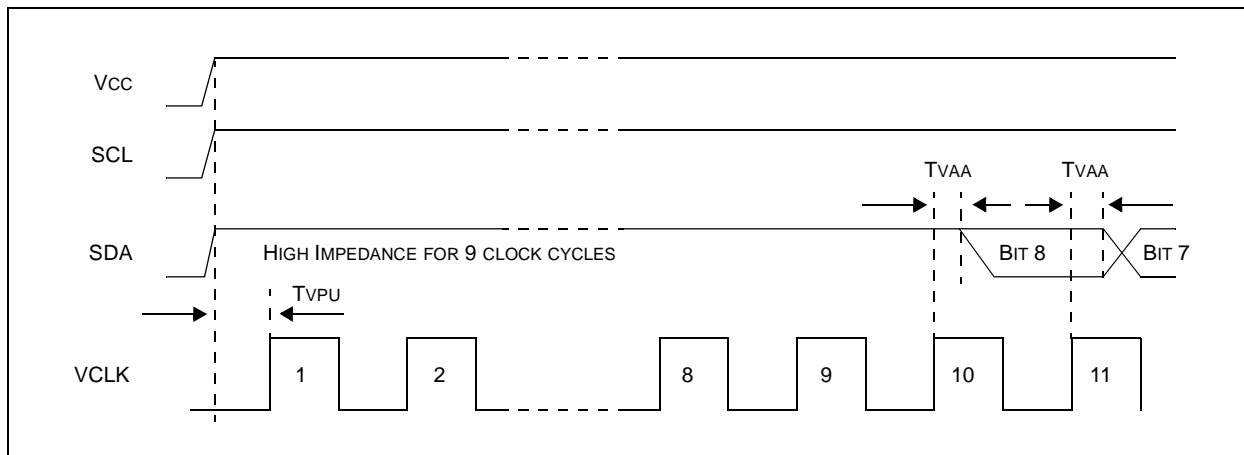 VCC
SCL
TVAA TVAA
SDA HIGH IMPEDANCE FOR 9 CLOCK CYCLES BIT 8 BIT 7
TVPU
VCLK 1 2 8 9 10 11